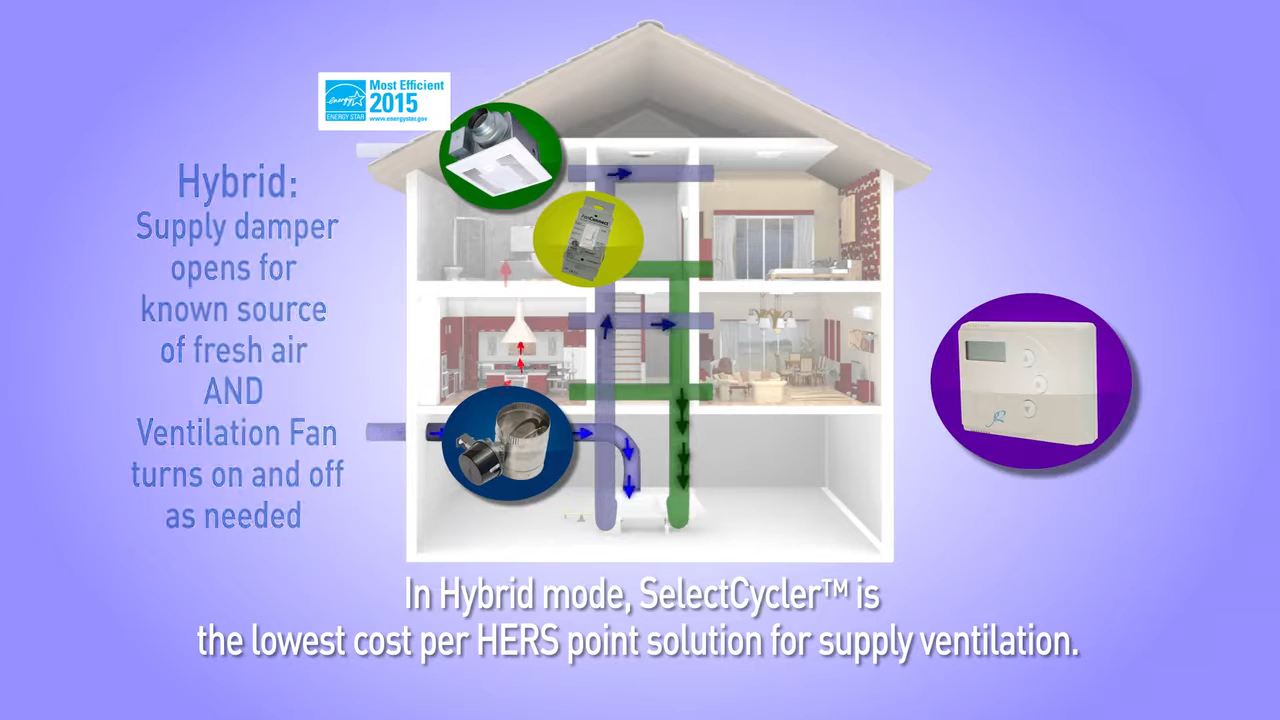 Most Efficient
2015
www.energystar.gov
energy
ENERGY STAR
Hybrid:
Supply damper
opens for
known source
of fresh air
AND
Ventilation Fan
turns on and off
as needed
FanConnect
In Hybrid mode, SelectCycler™ is
the lowest cost per HERS point solution for supply ventilation.